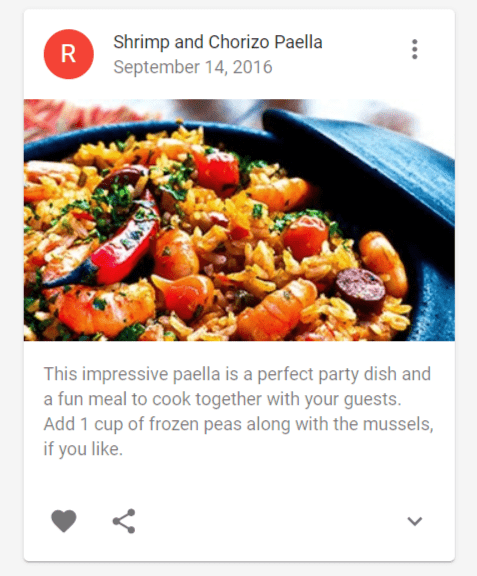 R
Shrimp and Chorizo Paella
September 14, 2016
This impressive paella is a perfect party dish and
a fun meal to cook together with your guests.
Add 1 cup of frozen peas along with the mussels,
if you like.